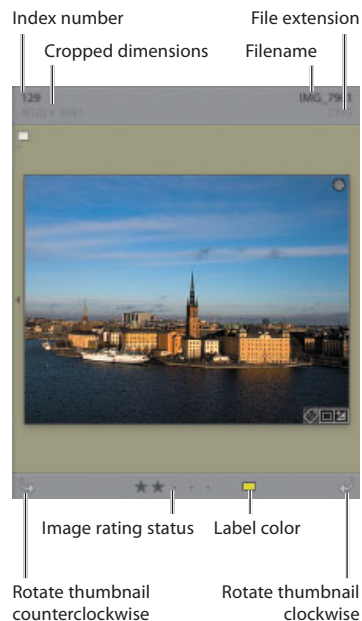 Index number
File extension
Cropped dimensions
Filename
129
Image rating status
Label color
Rotate thumbnail
counterclockwise
Rotate thumbnail
clockwise